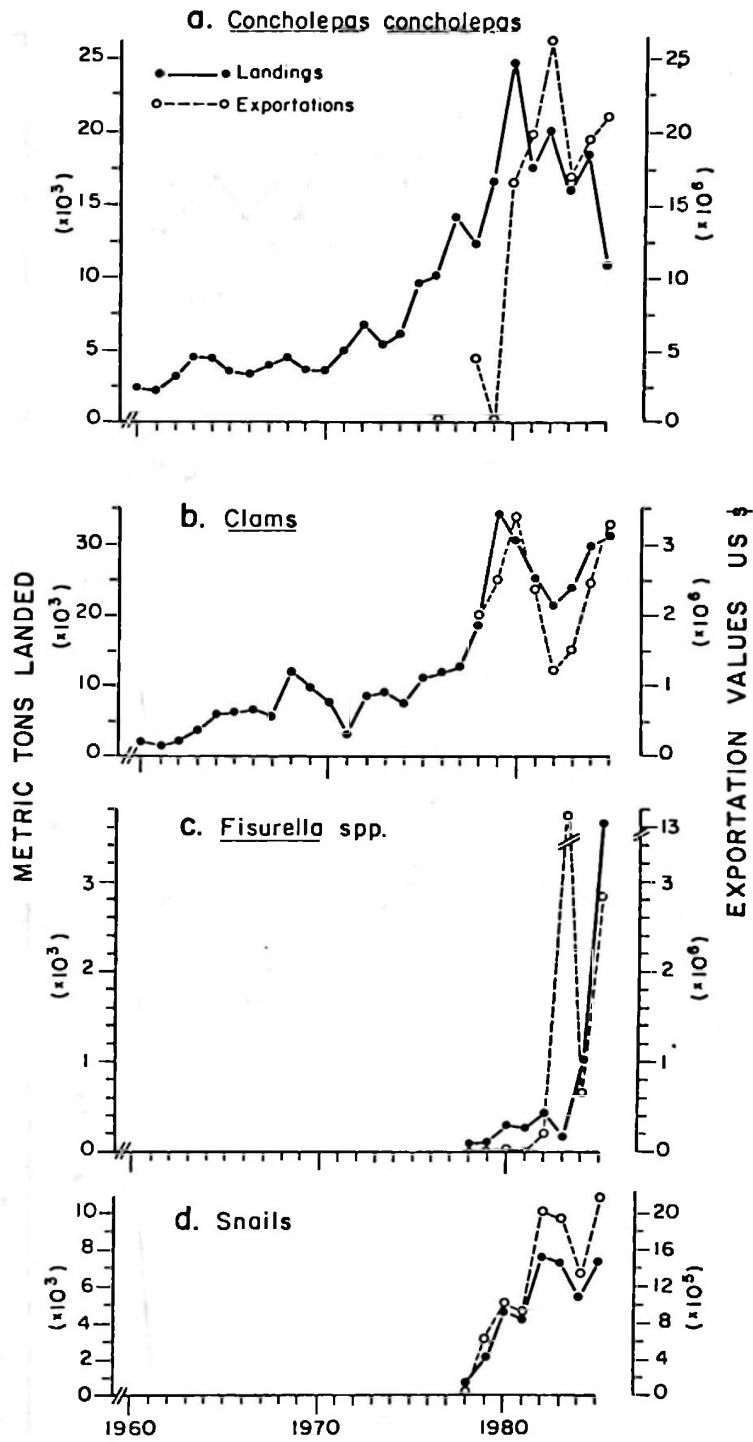 a. Concholepas concholepas
Landings
Exportations
25
20
15
10
5
0
(x10³)
25
20
15
10
5
0
(x10⁶)
b. Clams
30
20
10
0
(x10³)
3
2
1
0
(x10⁶)
METRIC TONS LANDED
EXPORTATION VALUES US $
c. Fisurella spp.
3
2
1
0
(x10³)
13
3
2
1
0
(x10⁶)
d. Snails
10
8
6
4
2
0
(x10³)
20
16
12
8
4
0
(x10⁵)
1960 1970 1980